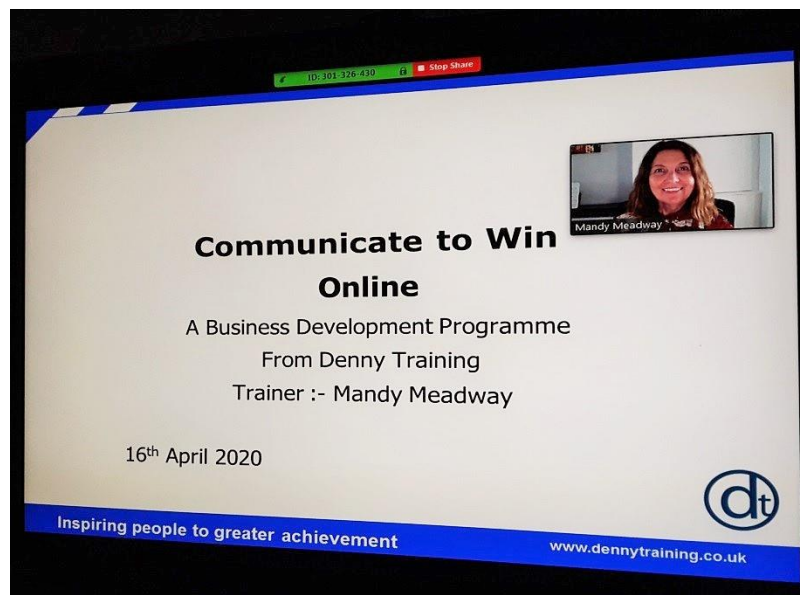 ID: 301-326-430
Stop Share
Mandy Meadway
Communicate to Win
Online
A Business Development Programme
From Denny Training
Trainer :- Mandy Meadway
16th April 2020
dt
Inspiring people to greater achievement
www.dennytraining.co.uk